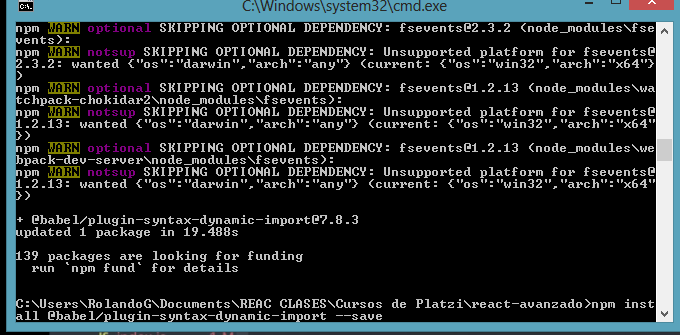 C:\Windows\system32\cmd.exe
npm WARN optional SKIPPING OPTIONAL DEPENDENCY: fsevents@2.3.2 (node_modules\fse
vents):
npm WARN notsup SKIPPING OPTIONAL DEPENDENCY: Unsupported platform for fsevents@
2.3.2: wanted {"os":"darwin","arch":"any"} (current: {"os":"win32","arch":"x64"}
)
npm WARN optional SKIPPING OPTIONAL DEPENDENCY: fsevents@1.2.13 (node_modules\wa
tchpack-chokidar2\node_modules\fsevents):
npm WARN notsup SKIPPING OPTIONAL DEPENDENCY: Unsupported platform for fsevents@
1.2.13: wanted {"os":"darwin","arch":"any"} (current: {"os":"win32","arch":"x64"
})
npm WARN optional SKIPPING OPTIONAL DEPENDENCY: fsevents@1.2.13 (node_modules\we
bpack-dev-server\node_modules\fsevents):
npm WARN notsup SKIPPING OPTIONAL DEPENDENCY: Unsupported platform for fsevents@
1.2.13: wanted {"os":"darwin","arch":"any"} (current: {"os":"win32","arch":"x64"
})
+ @babel/plugin-syntax-dynamic-import@7.8.3
updated 1 package in 19.488s
139 packages are looking for funding
run `npm fund` for details
C:\Users\RolandoG\Documents\REAC CLASES\Cursos de Platzi\react-avanzado>npm inst
all @babel/plugin-syntax-dynamic-import --save